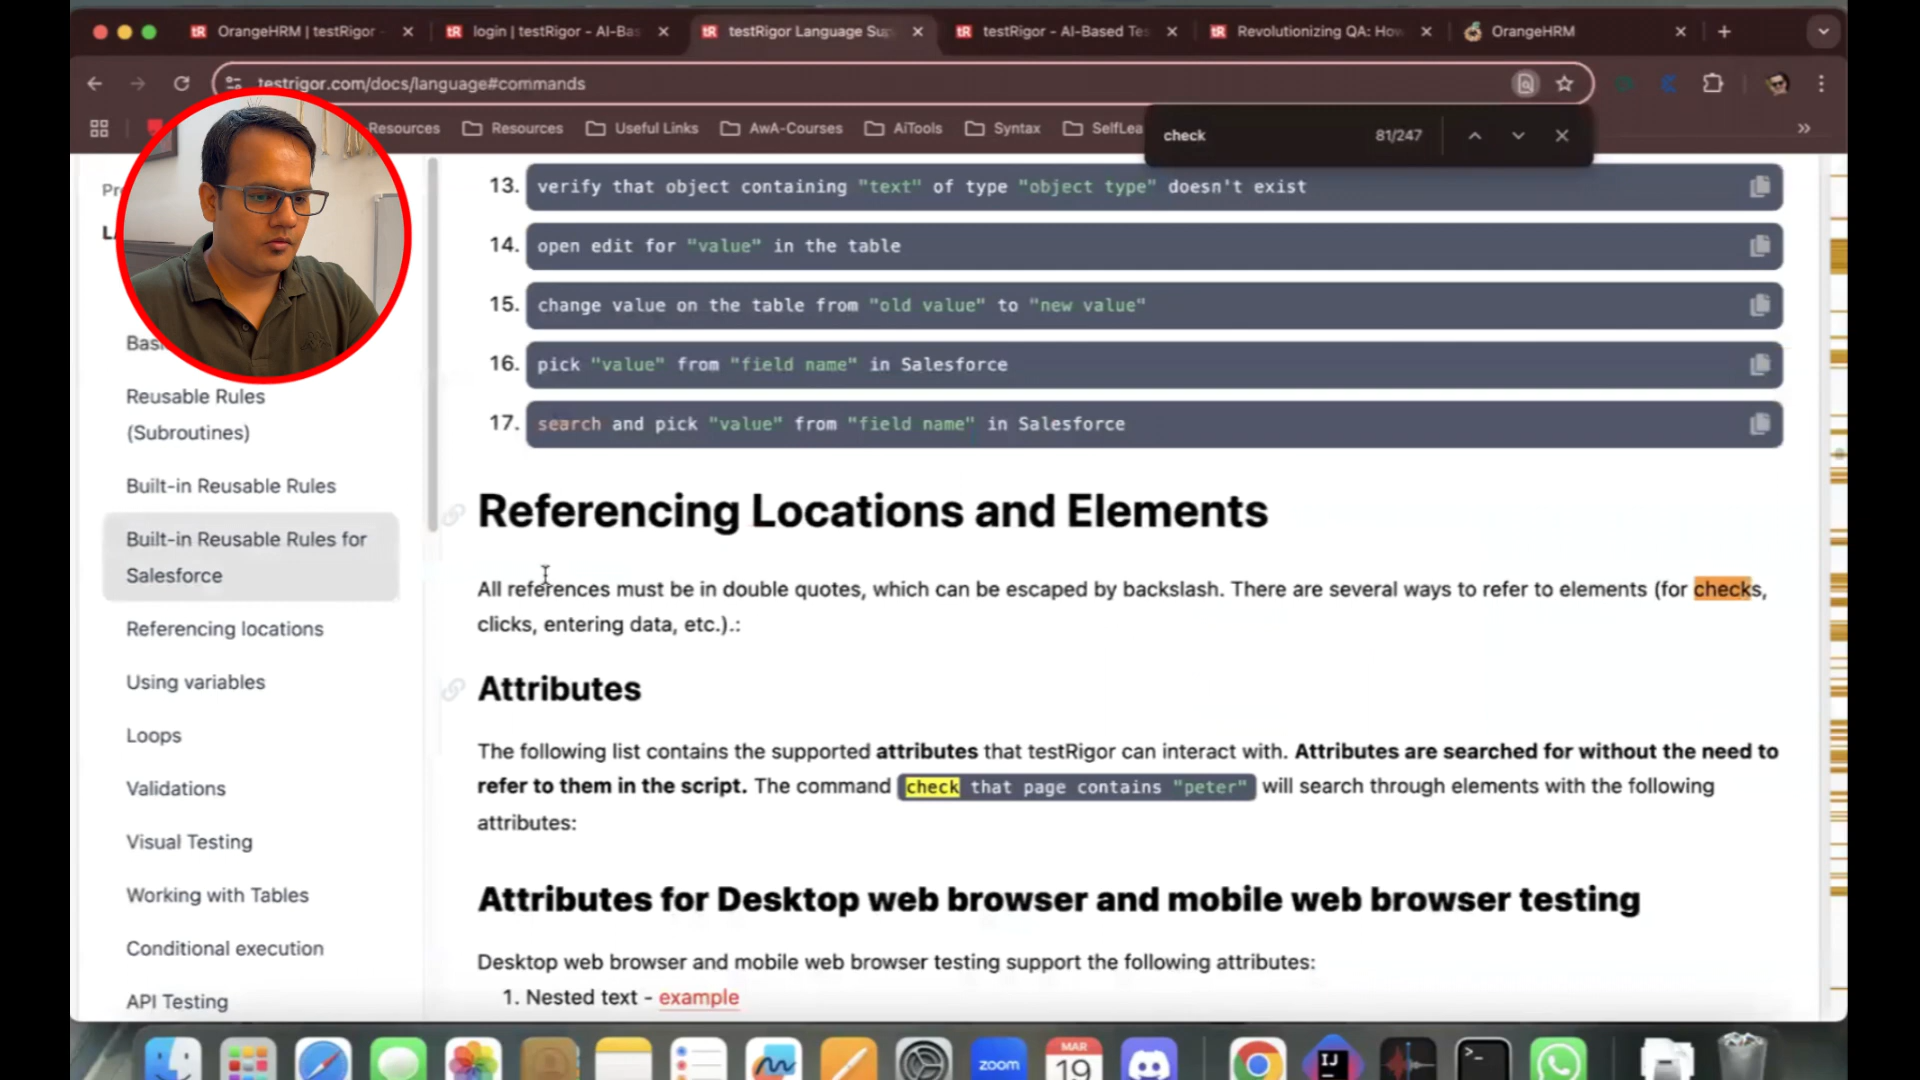 OrangeHRM | testRigor -
login | testRigor - AI-Bas
testRigor Language Sup
testRigor - AI-Based Tes
Revolutionizing QA: How
OrangeHRM
testrigor.com/docs/language#commands
Resources
Resources
Useful Links
AwA-Courses
AiTools
Syntax
SelfLea
check
81/247
13. verify that object containing "text" of type "object type" doesn't exist
14. open edit for "value" in the table
15. change value on the table from "old value" to "new value"
16. pick "value" from "field name" in Salesforce
17. search and pick "value" from "field name" in Salesforce
Reusable Rules
(Subroutines)
Built-in Reusable Rules
Built-in Reusable Rules for
Salesforce
Referencing locations
Using variables
Loops
Validations
Visual Testing
Working with Tables
Conditional execution
API Testing
Referencing Locations and Elements
All references must be in double quotes, which can be escaped by backslash. There are several ways to refer to elements (for checks,
clicks, entering data, etc.).:
Attributes
The following list contains the supported attributes that testRigor can interact with. Attributes are searched for without the need to
refer to them in the script. The command check that page contains "peter" will search through elements with the following
attributes:
Attributes for Desktop web browser and mobile web browser testing
Desktop web browser and mobile web browser testing support the following attributes:
1. Nested text - example
zoom
MAR
19
IJ